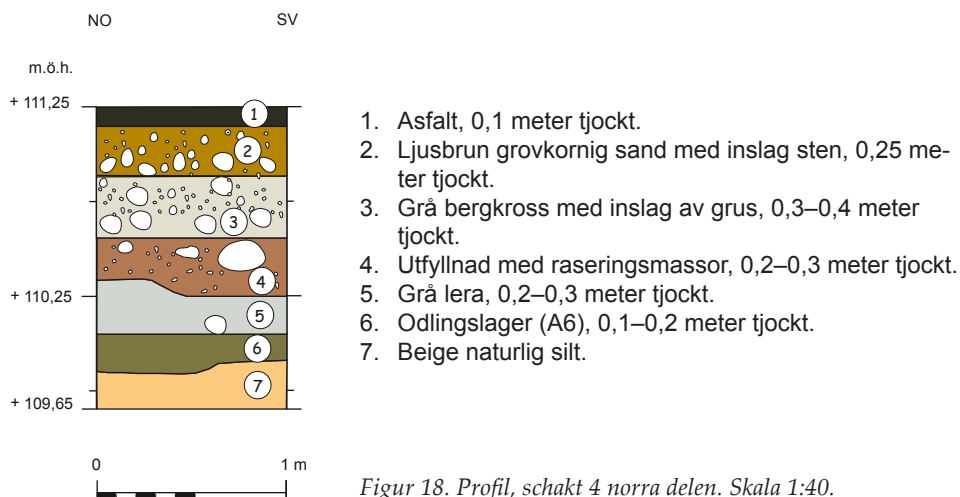 NO SV
m.ö.h.
+ 111,25
1
2
3
4
+ 110,25
5
6
7
+ 109,65
0 1 m
1. Asfalt, 0,1 meter tjockt.
2. Ljusbrun grovkornig sand med inslag sten, 0,25 me-
ter tjockt.
3. Grå bergkross med inslag av grus, 0,3–0,4 meter
tjockt.
4. Utfyllnad med raseringsmassor, 0,2–0,3 meter tjockt.
5. Grå lera, 0,2–0,3 meter tjockt.
6. Odlingslager (A6), 0,1–0,2 meter tjockt.
7. Beige naturlig silt.
Figur 18. Profil, schakt 4 norra delen. Skala 1:40.